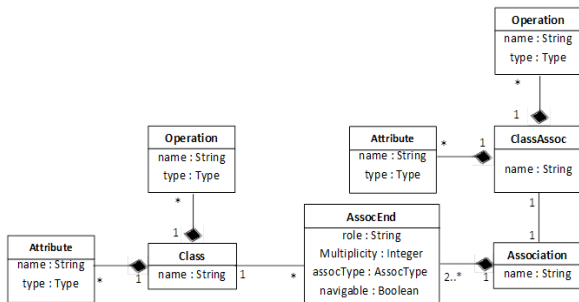 Operation
name : String
type : Type
*
1
Operation
name : String
type : Type
Attribute
name : String
type : Type
*
1
ClassAssoc
name : String
*
1
AssocEnd
role : String
Multiplicity : Integer
assocType : AssocType
navigable : Boolean
1
1
Attribute
name : String
type : Type
*
1
Class
name : String
1
*
2..*
1
Association
name : String